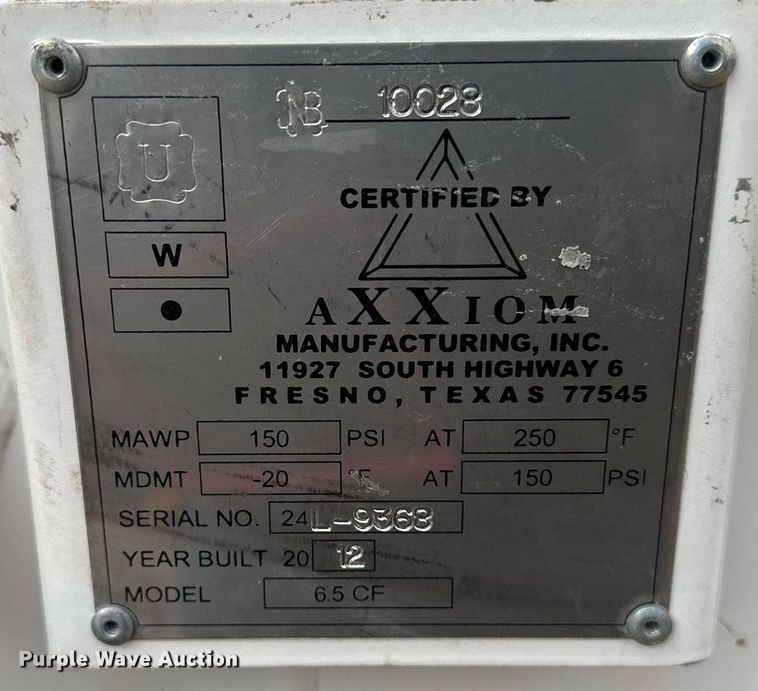 NB 10028
U
CERTIFIED BY
W
AXXIOM
MANUFACTURING, INC.
11927 SOUTH HIGHWAY 6
FRESNO, TEXAS 77545
MAWP 150 PSI AT 250 °F
MDMT -20 °F AT 150 PSI
SERIAL NO. 24L-9368
YEAR BUILT 2012
MODEL 6.5 CF
Purple Wave Auction